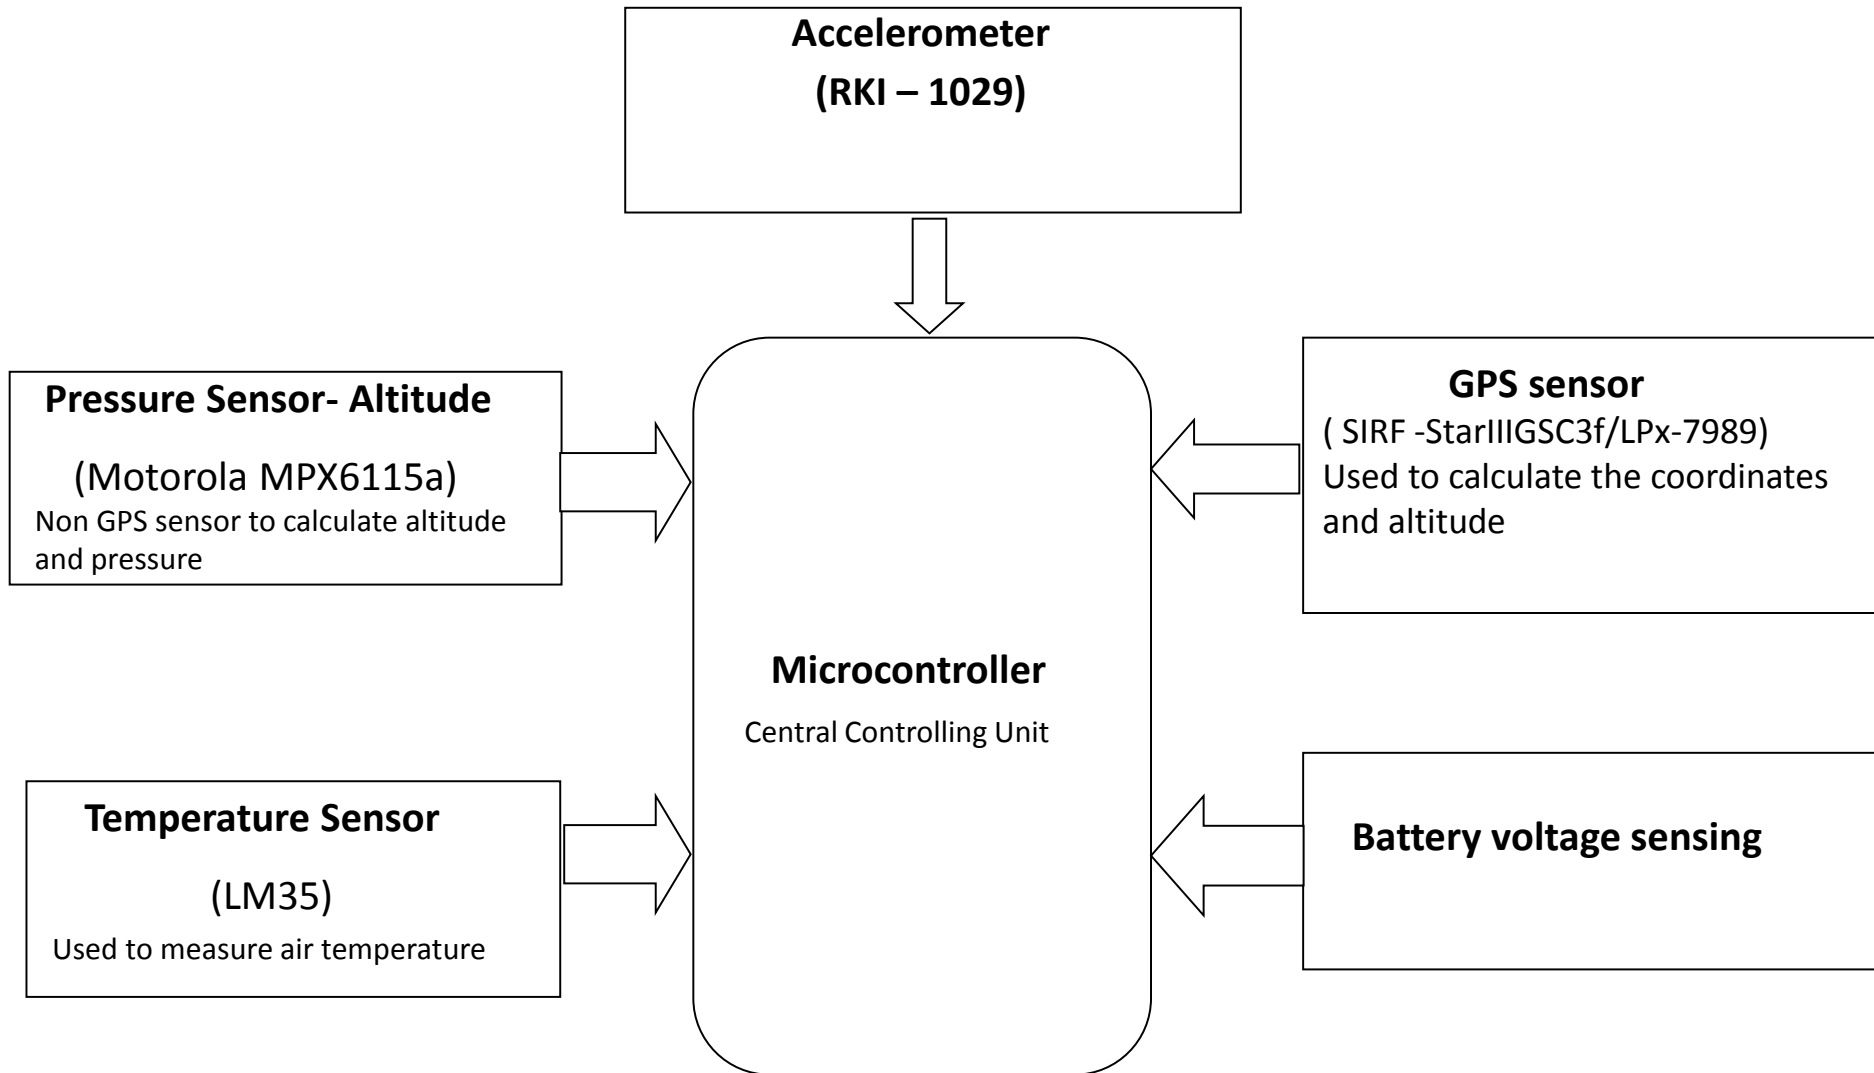 Accelerometer
(RKI – 1029)
Pressure Sensor- Altitude
(Motorola MPX6115a)
Non GPS sensor to calculate altitude
and pressure
GPS sensor
( SIRF -StarIIIGSC3f/LPx-7989)
Used to calculate the coordinates
and altitude
Microcontroller
Central Controlling Unit
Temperature Sensor
(LM35)
Used to measure air temperature
Battery voltage sensing